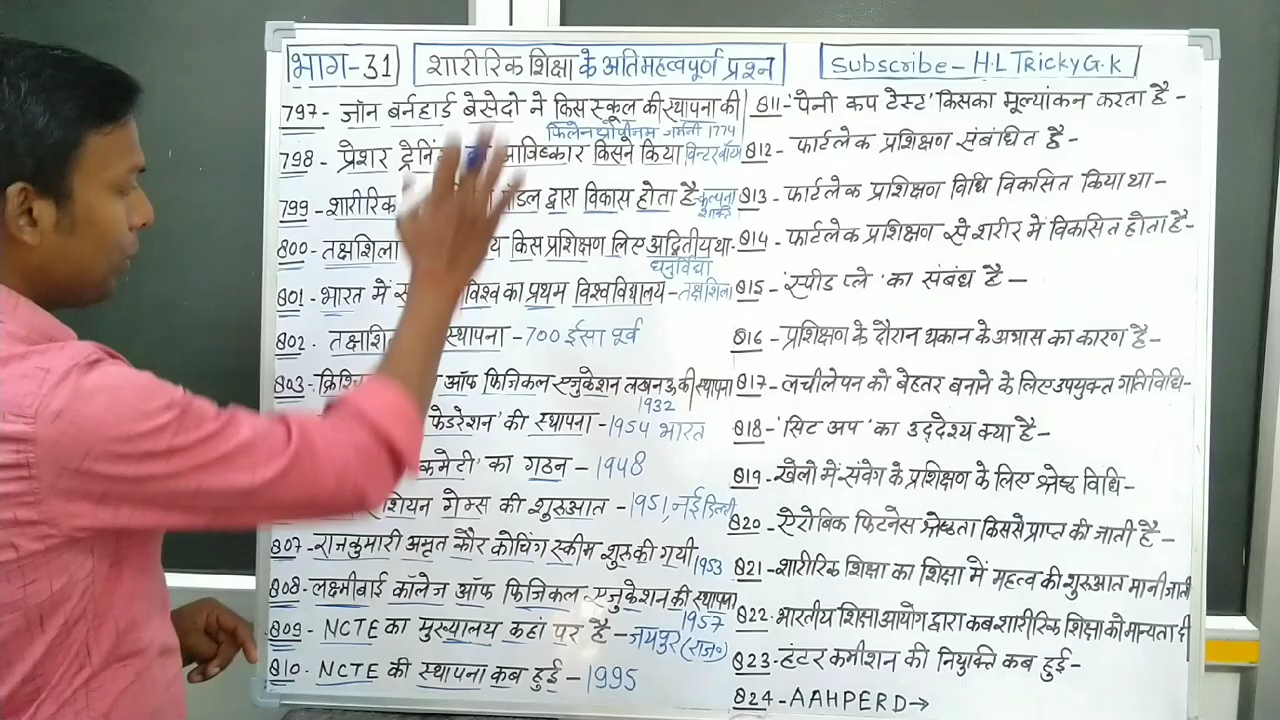 भाग-31
शारीरिक शिक्षा के अतिमहत्वपूर्ण प्रश्न
Subscribe - H.L TRicky G.K
797- जॉन बर्नहार्ड बेसेदो ने किस स्कूल की स्थापना की
फिलेनथ्रोपीनम जर्मनी 1774
798- प्रेशर आविष्कार किसने किया
799- शारीरिक मॉडल द्वारा विकास होता है- कल्पना शक्ति
800- तक्षशिला किस प्रशिक्षण लिए अद्वितीय था-
धनुर्विद्या
801- भारत में विश्व का प्रथम विश्वविद्यालय - तक्षशिला
802- स्थापना - 700 ईसा पूर्व
803- ऑफ फिजिकल एजुकेशन लखनऊ की स्थापना
1932
फेडरेशन' की स्थापना - 1954 भारत
कमेटी' का गठन - 1948
गेम्स की शुरुआत - 1951, नई दिल्ली
807- राजकुमारी अमृत कौर कोचिंग स्कीम शुरू की गयी 1953
808- लक्ष्मीबाई कॉलेज ऑफ फिजिकल एजुकेशन की स्थापना
1957
809- NCTE का मुख्यालय कहां पर है - जयपुर (राज०)
810- NCTE की स्थापना कब हुई - 1995
811- 'पेनी कप टेस्ट' किसका मूल्यांकन करता है -
812- फार्टलेक प्रशिक्षण संबंधित है-
813- फार्टलेक प्रशिक्षण विधि विकसित किया था-
814- फार्टलेक प्रशिक्षण से शरीर में विकसित होता है-
815- 'स्पीड प्ले' का संबंध है -
816- प्रशिक्षण के दौरान थकान के अभास का कारण है-
817- लचीलेपन को बेहतर बनाने के लिए उपयुक्त गतिविधि-
818- 'सिट अप' का उद्देश्य क्या है-
819- खेलो में संवेग के प्रशिक्षण के लिए श्रेष्ठ विधि-
820- ऐरोबिक फिटनेस श्रेष्ठता किससे प्राप्त की जाती है-
821- शारीरिक शिक्षा का शिक्षा में महत्व की शुरुआत मानी जाती
822- भारतीय शिक्षा आयोग द्वारा कब शारीरिक शिक्षा को मान्यता दी
823- हंटर कमीशन की नियुक्ति कब हुई-
824- AAHPERD→